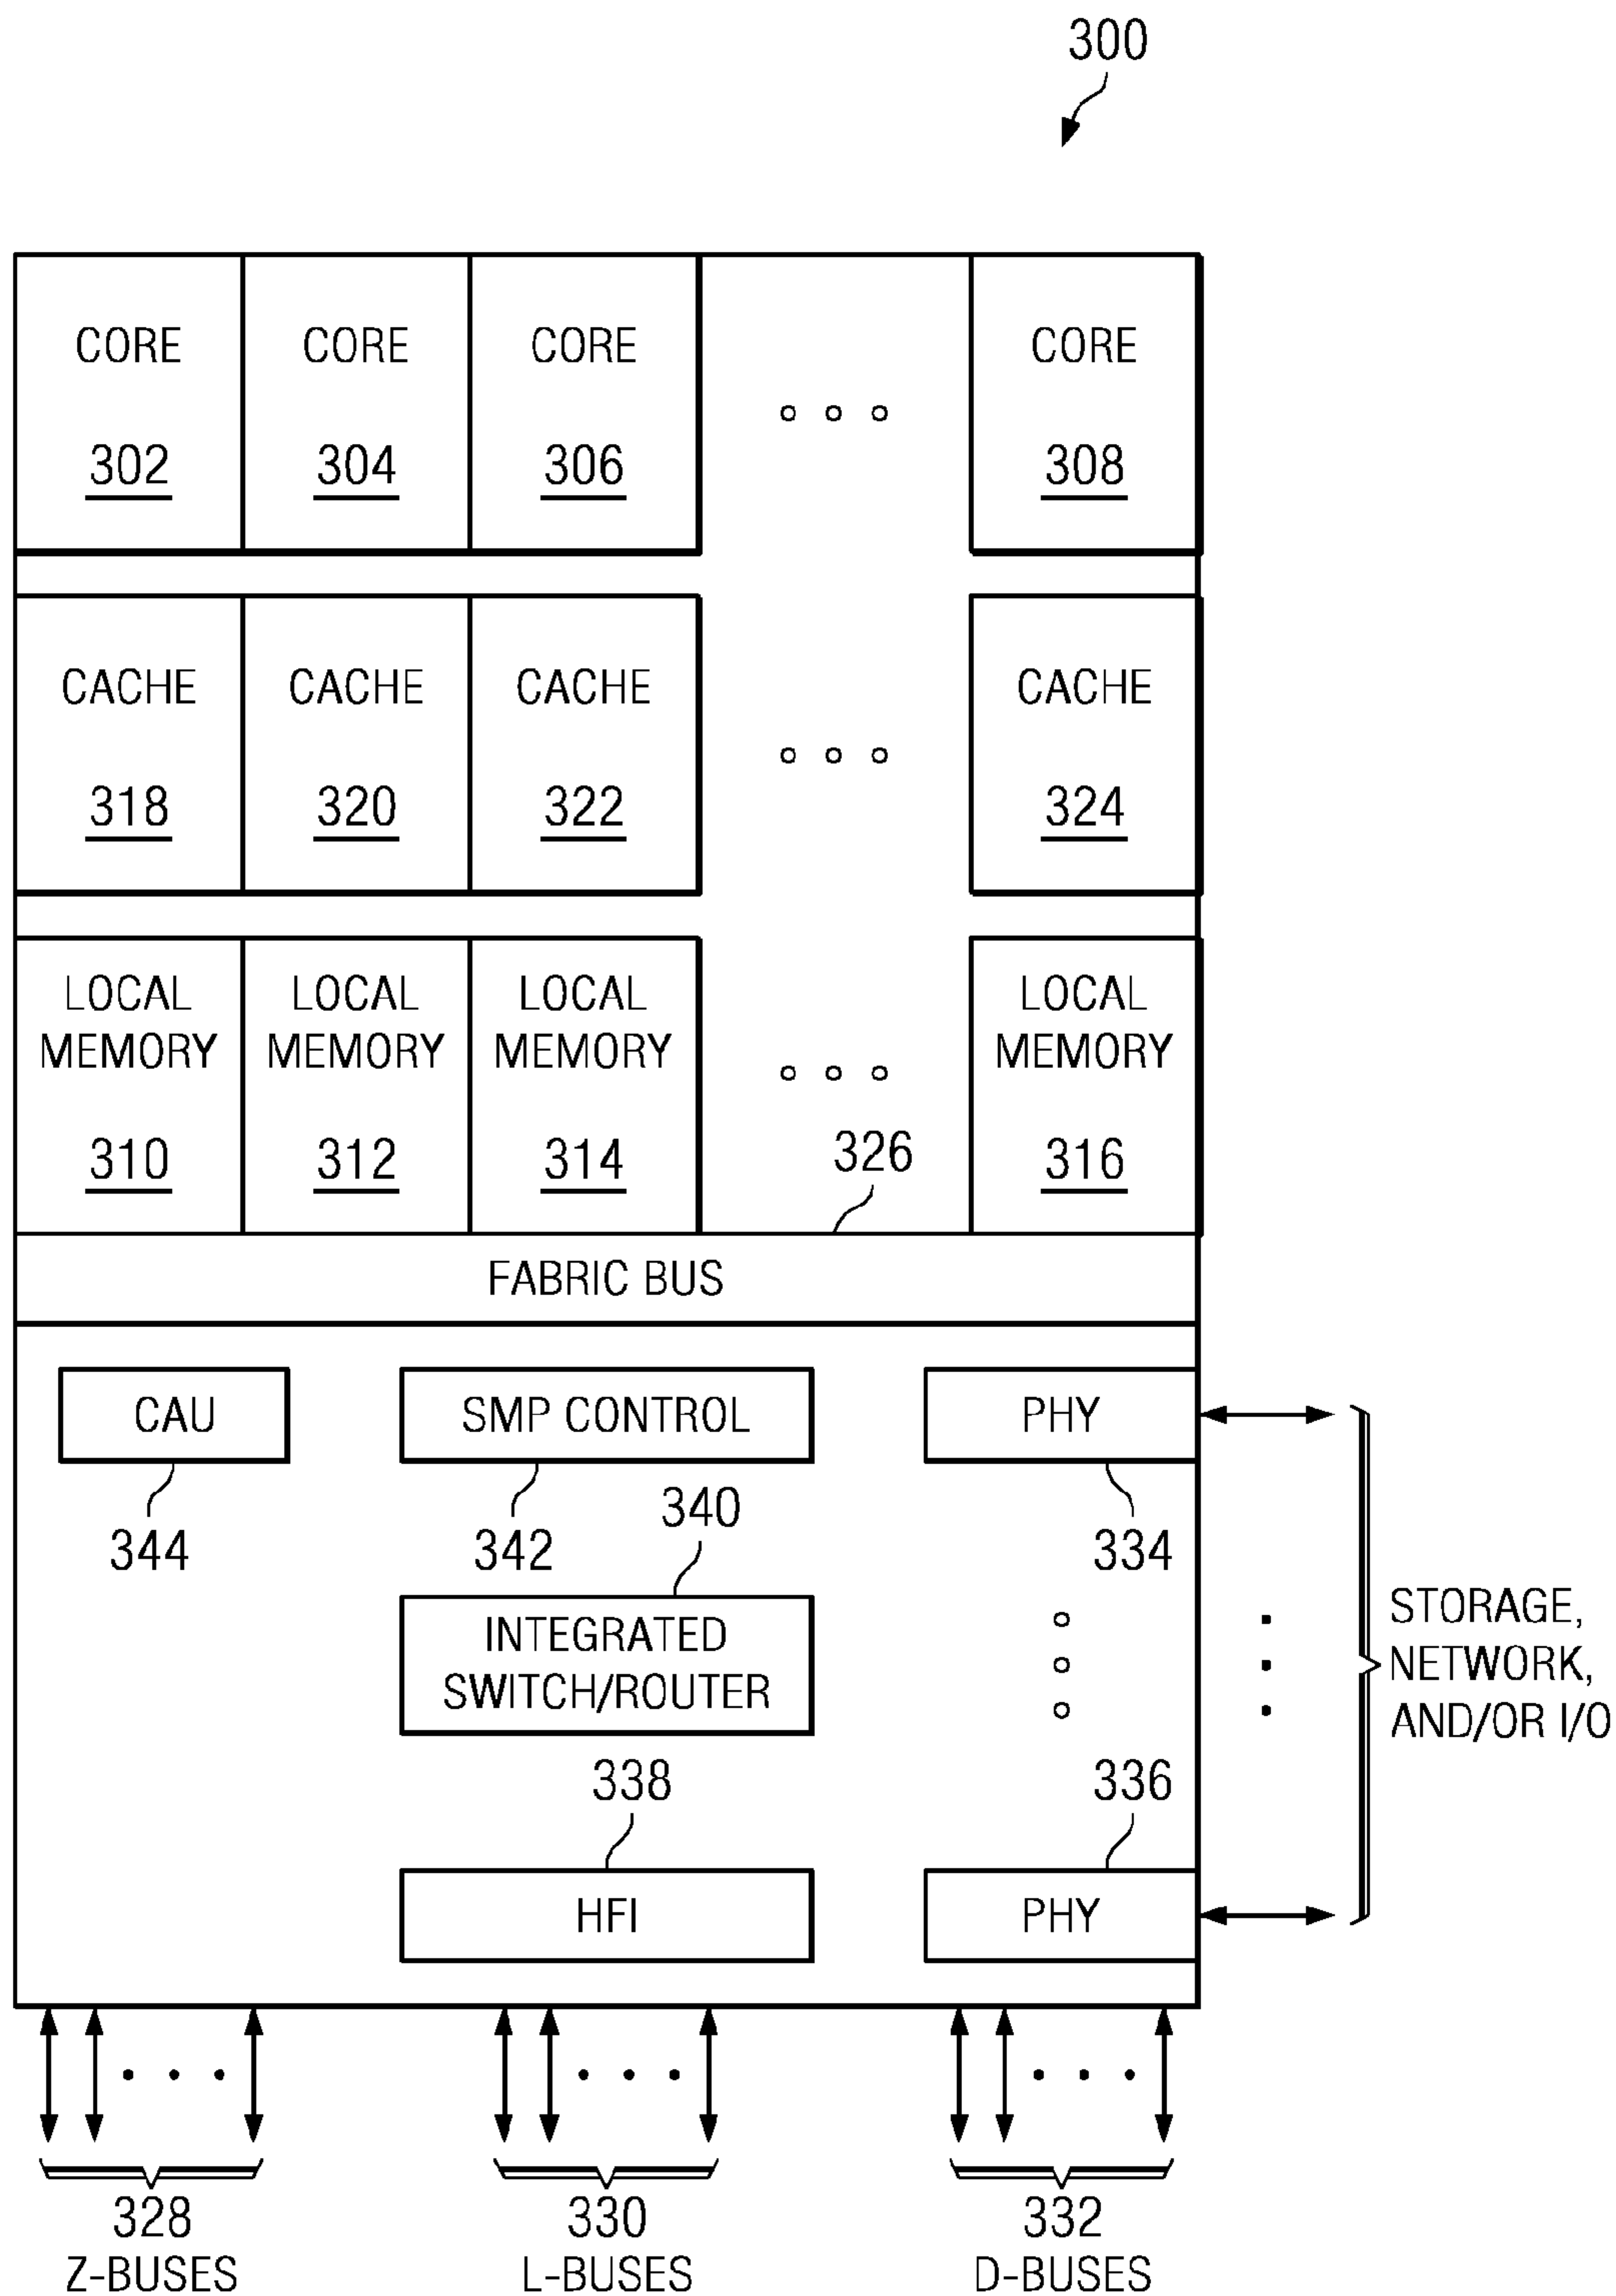 300
CORE CORE CORE CORE
302 304 306 308
CACHE CACHE CACHE CACHE
318 320 322 324
LOCAL LOCAL LOCAL LOCAL
MEMORY MEMORY MEMORY MEMORY
310 312 314 316
326
FABRIC BUS
CAU SMP CONTROL PHY
344 342 334
340
INTEGRATED
SWITCH/ROUTER
STORAGE,
NETWORK,
AND/OR I/O
338 336
HFI PHY
328 330 332
Z-BUSES L-BUSES D-BUSES